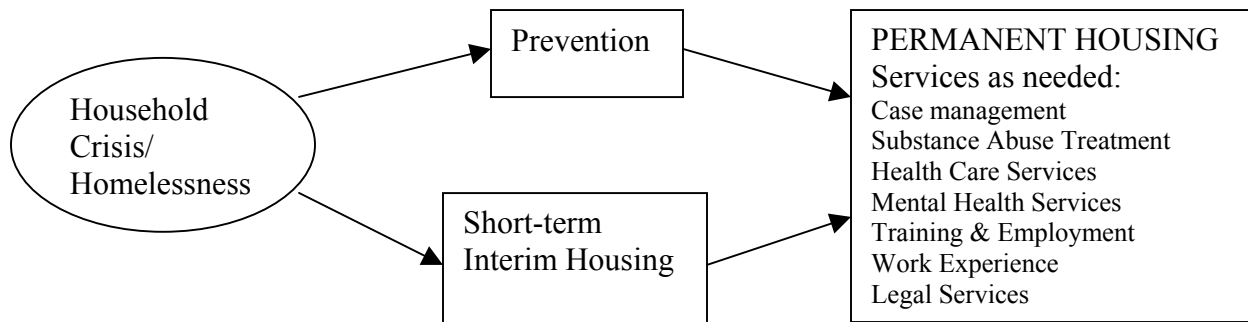 Household
Crisis/
Homelessness
Prevention
Short-term
Interim Housing
PERMANENT HOUSING
Services as needed:
Case management
Substance Abuse Treatment
Health Care Services
Mental Health Services
Training & Employment
Work Experience
Legal Services